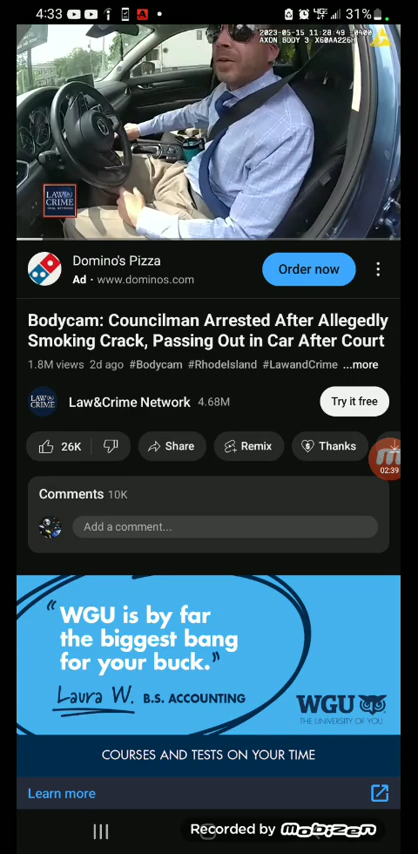 4:33
31%
2023-05-15 11:28:49 -0400
AXON BODY 3 X60AA226H
LAW&
CRIME
Domino's Pizza
Ad · www.dominos.com
Order now
Bodycam: Councilman Arrested After Allegedly
Smoking Crack, Passing Out in Car After Court
1.8M views 2d ago #Bodycam #RhodeIsland #LawandCrime ...more
LAW&
CRIME
Law&Crime Network 4.68M
Try it free
26K
Share
Remix
Thanks
02:39
Comments 10K
Add a comment...
"WGU is by far
the biggest bang
for your buck."
Laura W. B.S. ACCOUNTING
WGU
THE UNIVERSITY OF YOU.
COURSES AND TESTS ON YOUR TIME
Learn more
Recorded by mobizen